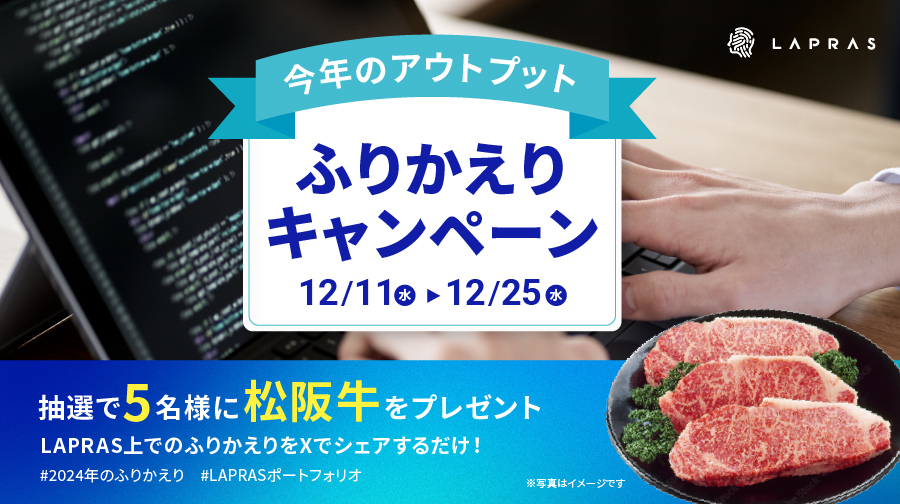 LAPRAS
今年のアウトプット
ふりかえり
キャンペーン
12/11水 ▶ 12/25水
抽選で5名様に松阪牛をプレゼント
LAPRAS上でのふりかえりをXでシェアするだけ！
#2024年のふりかえり #LAPRASポートフォリオ
※写真はイメージです